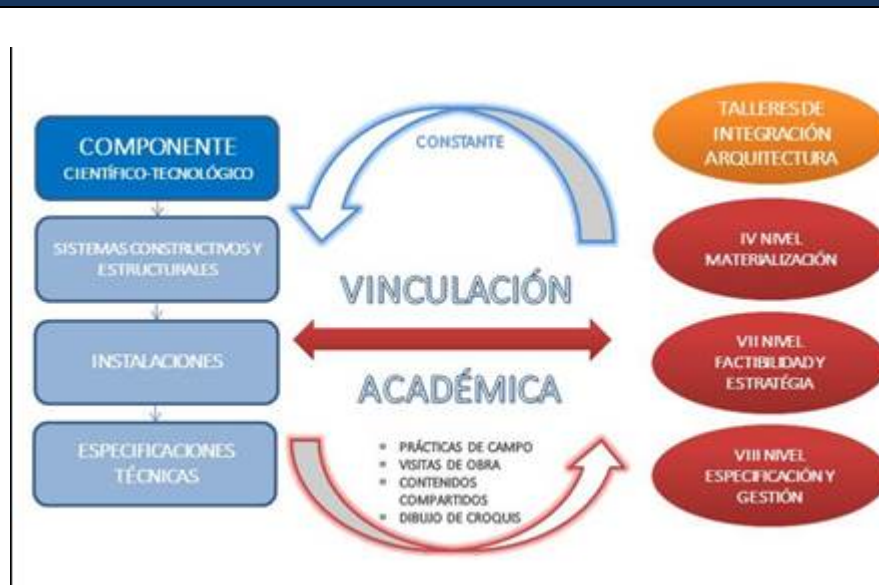 COMPONENTE
CIENTÍFICO-TECNOLÓGICO
SISTEMAS CONSTRUCTIVOS Y
ESTRUCTURALES
INSTALACIONES
ESPECIFICACIONES
TÉCNICAS
CONSTANTE
VINCULACIÓN
ACADÉMICA
PRÁCTICAS DE CAMPO
VISITAS DE OBRA
CONTENIDOS
COMPARTIDOS
DIBUJO DE CROQUIS
TALLERES DE
INTEGRACIÓN
ARQUITECTURA
IV NIVEL
MATERIALIZACIÓN
VII NIVEL
FACTIBILIDAD Y
ESTRATÉGIA
VIII NIVEL
ESPECIFICACIÓN Y
GESTIÓN